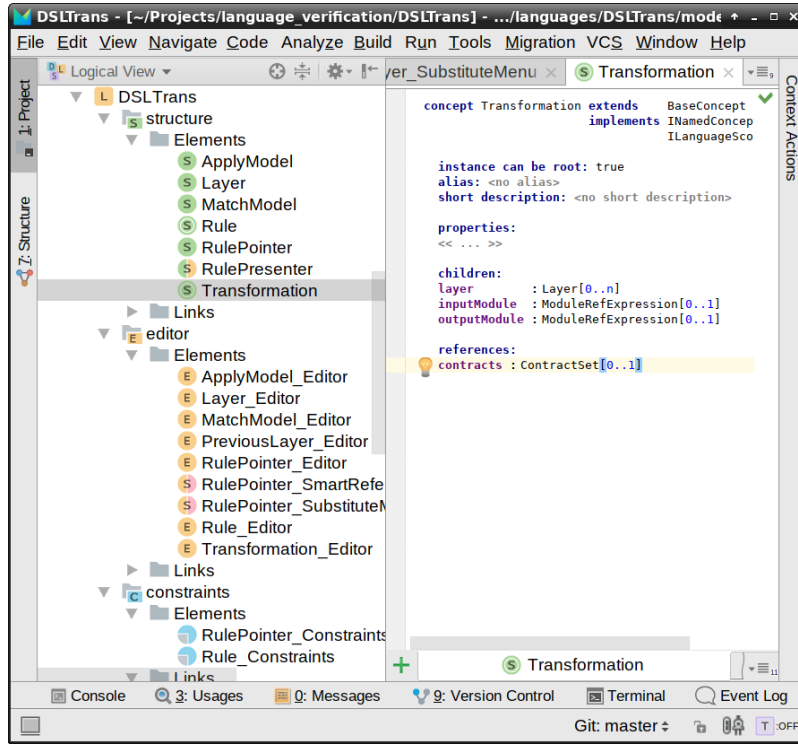 DSLTrans - [~/Projects/language_verification/DSLTrans] - .../languages/DSLTrans/mode
File Edit View Navigate Code Analyze Build Run Tools Migration VCS Window Help
1: Project
7: Structure
Logical View
yer_SubstituteMenu
Transformation
9
Context Actions
DSLTrans
structure
Elements
ApplyModel
Layer
MatchModel
Rule
RulePointer
RulePresenter
Transformation
Links
editor
Elements
ApplyModel_Editor
Layer_Editor
MatchModel_Editor
PreviousLayer_Editor
RulePointer_Editor
RulePointer_SmartRefe
RulePointer_SubstituteM
Rule_Editor
Transformation_Editor
Links
constraints
Elements
RulePointer_Constraints
Rule_Constraints
Links
concept Transformation extends BaseConcept
implements INamedConcep
ILanguageSco
instance can be root: true
alias: <no alias>
short description: <no short description>
properties:
<< ... >>
children:
layer : Layer[0..n]
inputModule : ModuleRefExpression[0..1]
outputModule : ModuleRefExpression[0..1]
references:
contracts : ContractSet[0..1]
Transformation
11
Console 3: Usages 0: Messages 9: Version Control Terminal Event Log
Git: master T :OFF